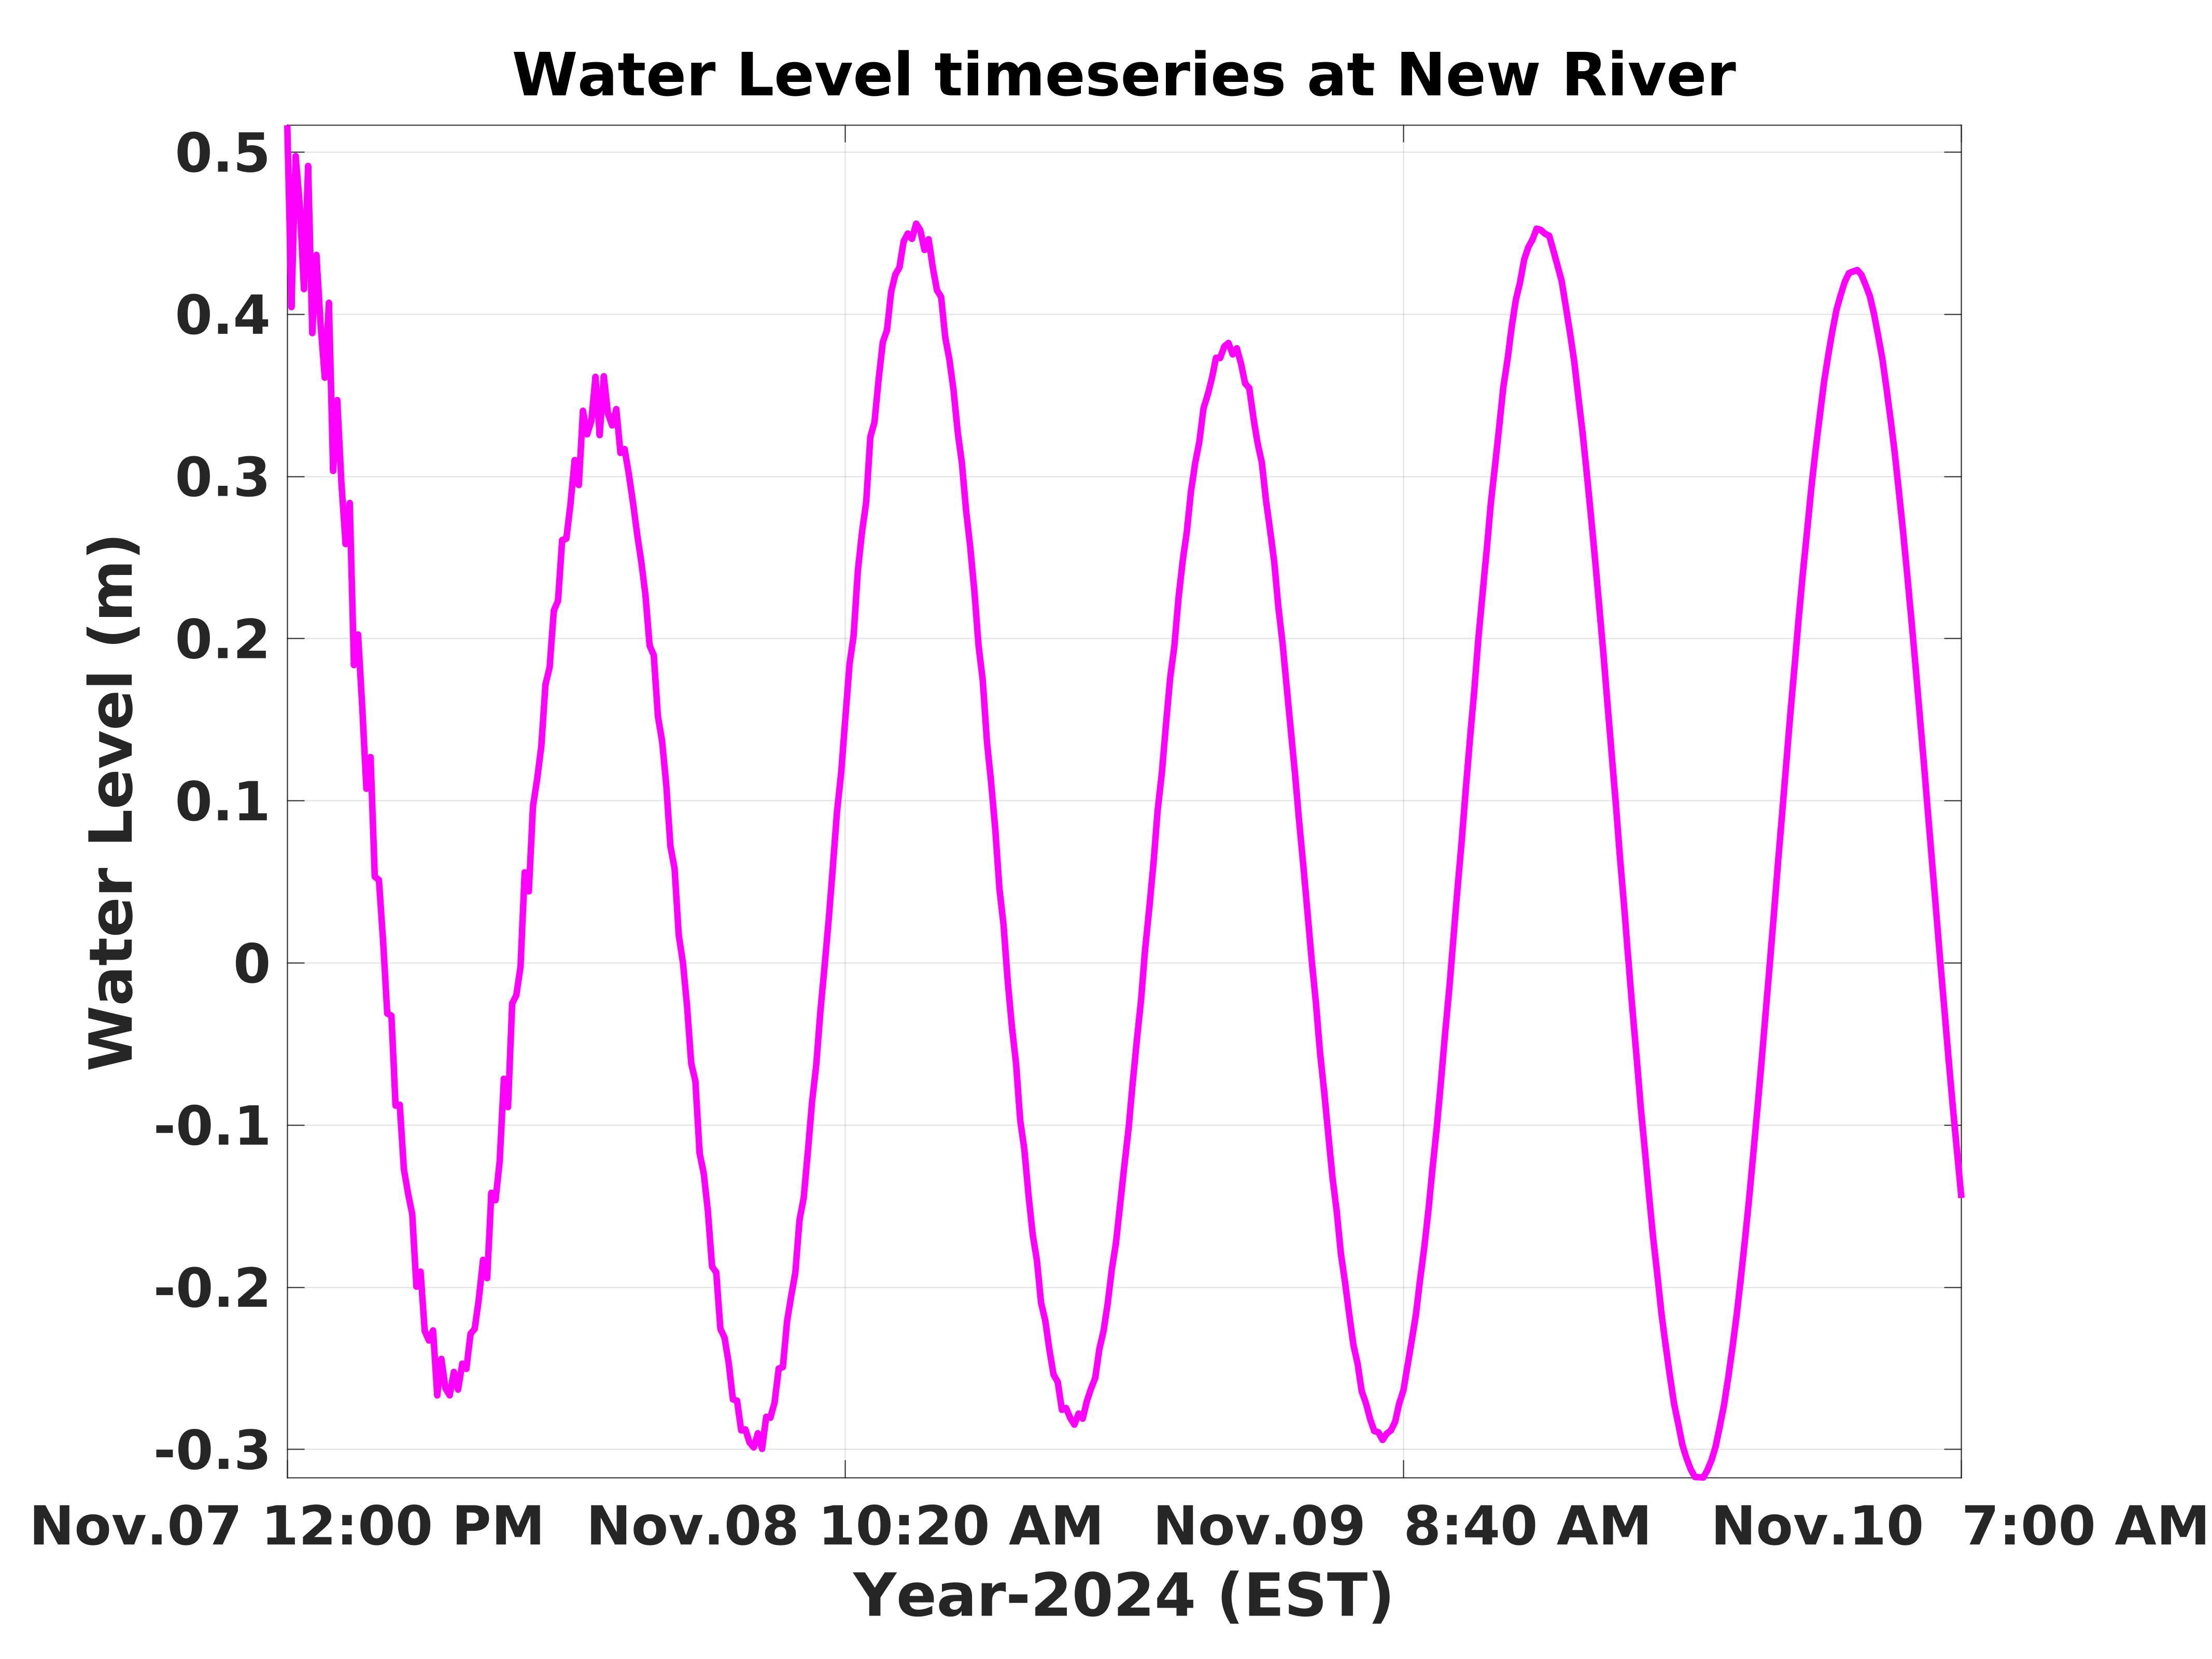 Water Level timeseries at New River
0.5
0.4
0.3
0.2
0.1
0
-0.1
-0.2
-0.3
Water Level (m)
Nov.07 12:00 PM Nov.08 10:20 AM Nov.09 8:40 AM Nov.10 7:00 AM
Year-2024 (EST)